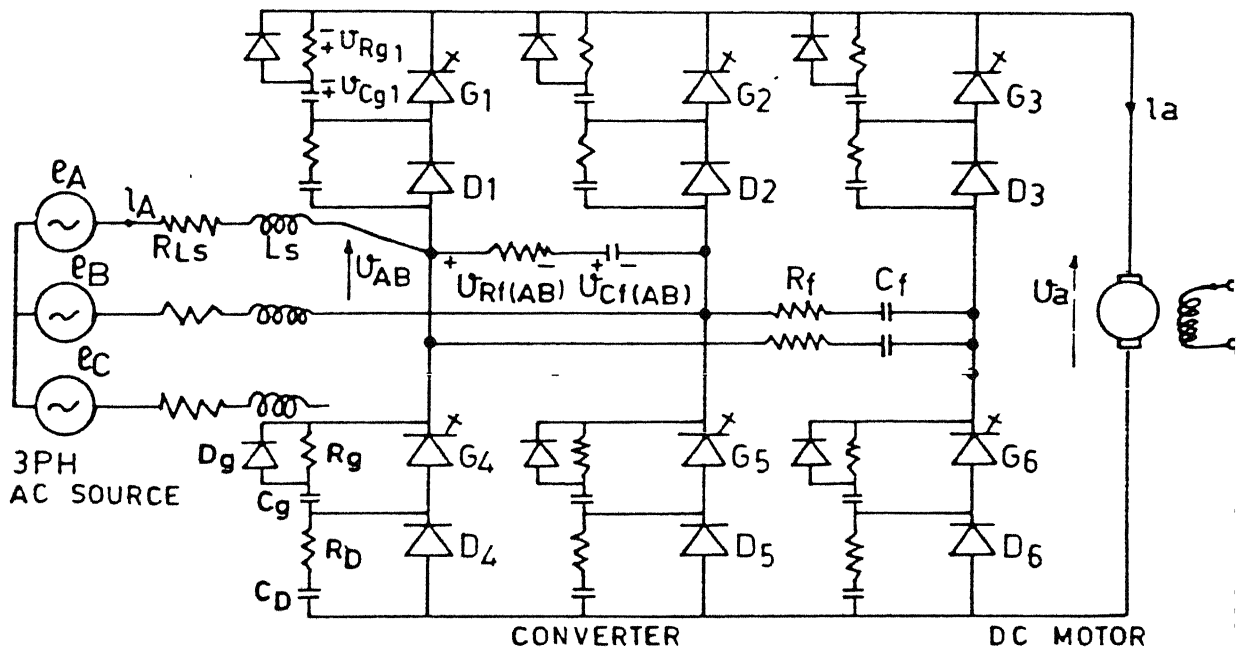 υRg1
υCg1
G1
G2
G3
ia
eA
iA
D1
D2
D3
RLs
Ls
υAB
υRf(AB)
υCf(AB)
Rf
Cf
υa
eB
eC
3PH
AC SOURCE
Dg
Rg
G4
G5
G6
Cg
RD
D4
D5
D6
CD
CONVERTER
DC MOTOR